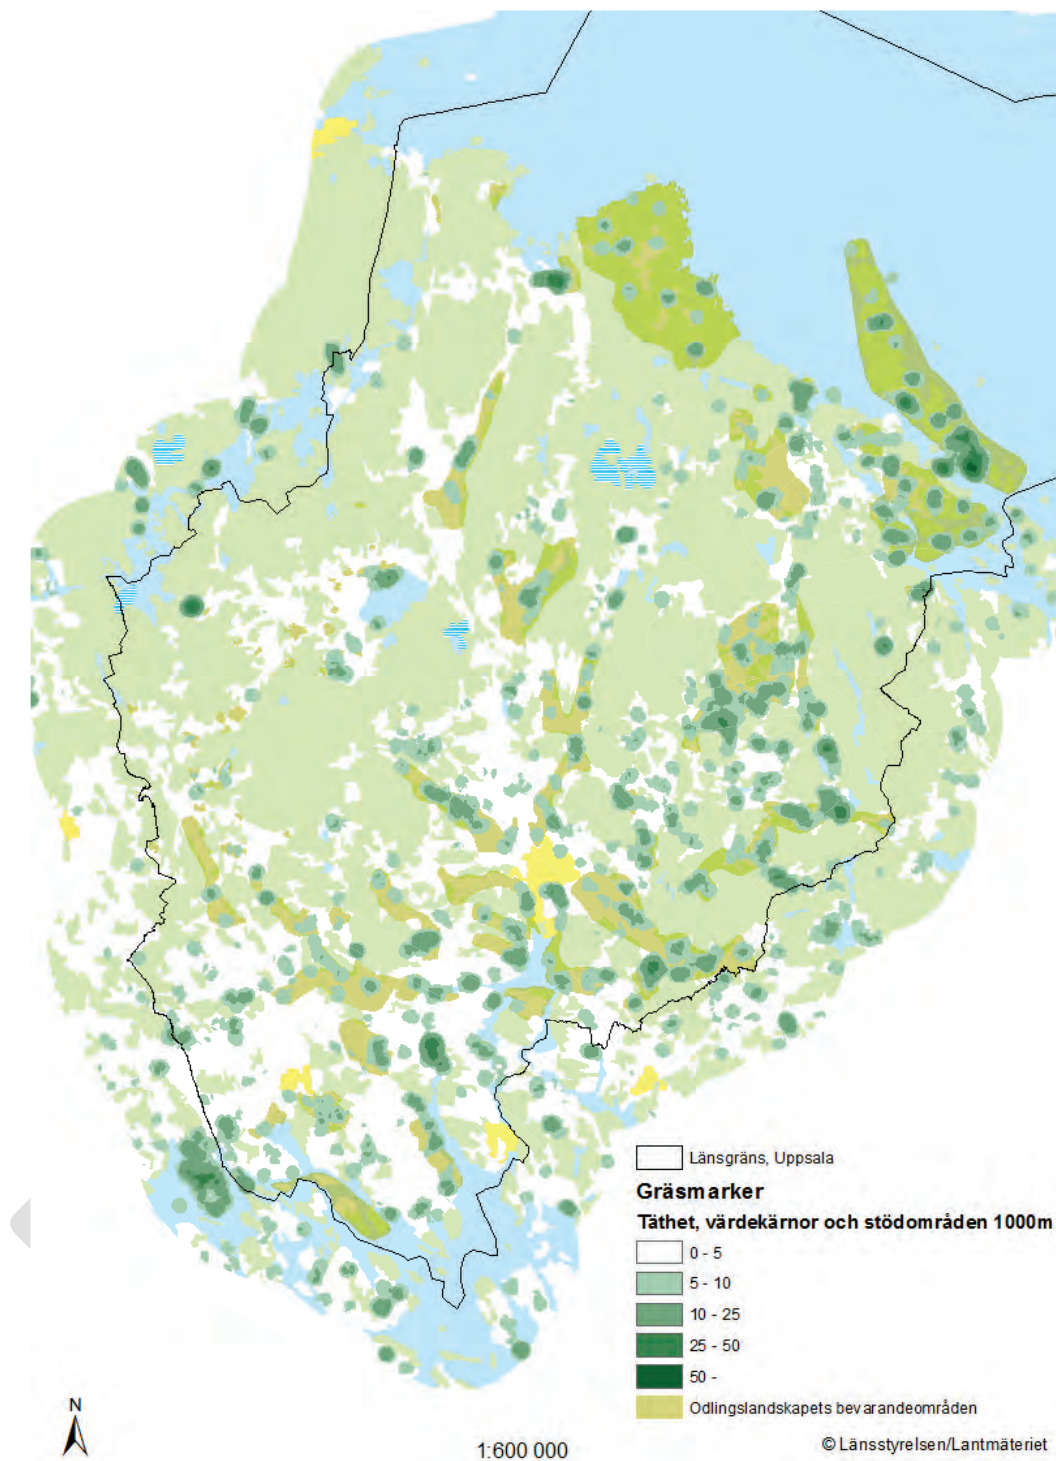 Länsgräns, Uppsala
Gräsmarker
Täthet, värdekärnor och stödområden 1000m
0 - 5
5 - 10
10 - 25
25 - 50
50 -
Odlingslandskapets bevarandeområden
N
1:600 000
© Länsstyrelsen/Lantmäteriet